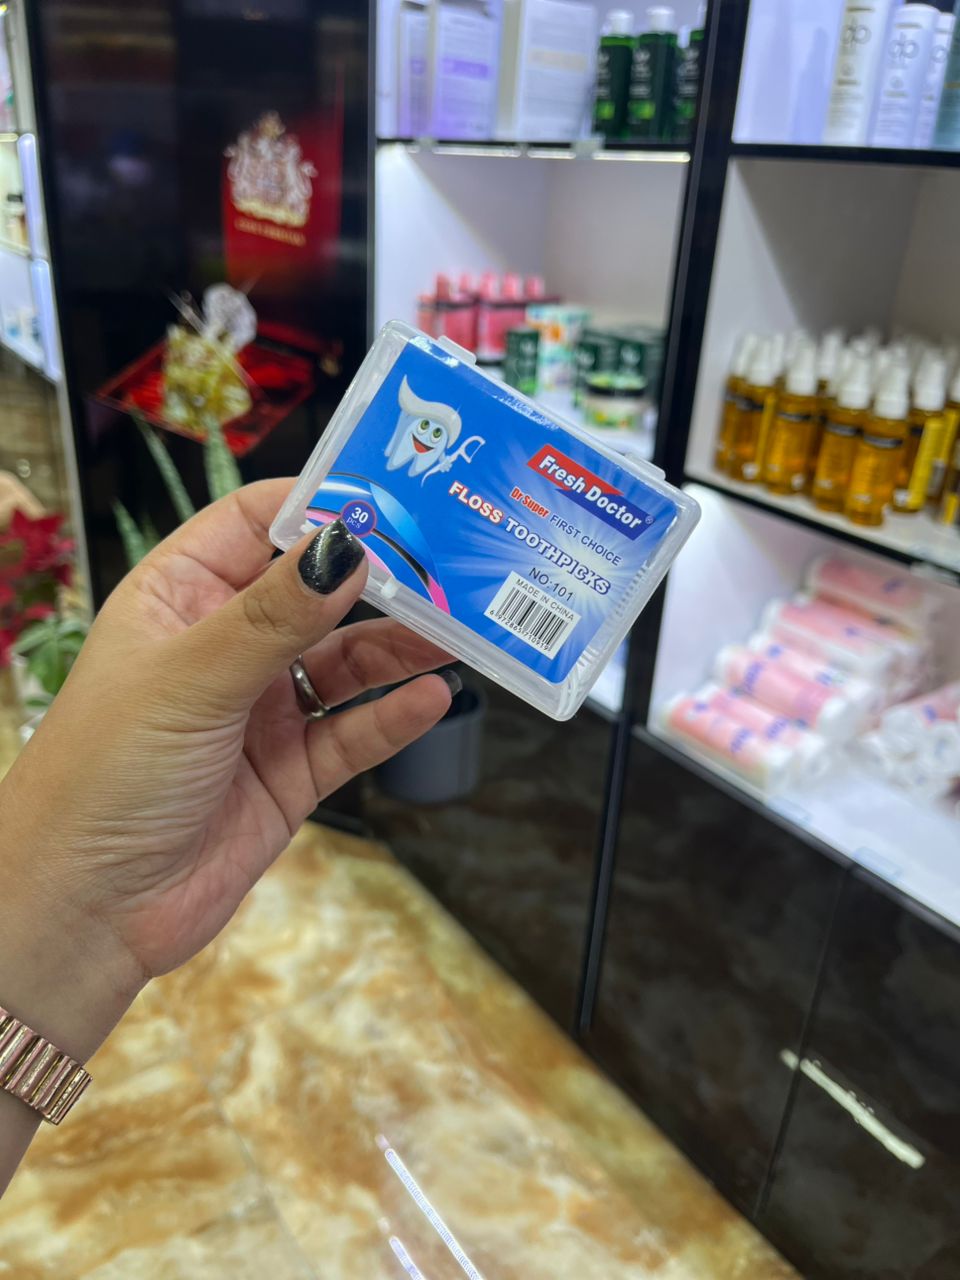 Fresh Doctor®
Dr Super FIRST CHOICE
FLOSS TOOTHPICKS
30
pcs
NO:101
MADE IN CHINA